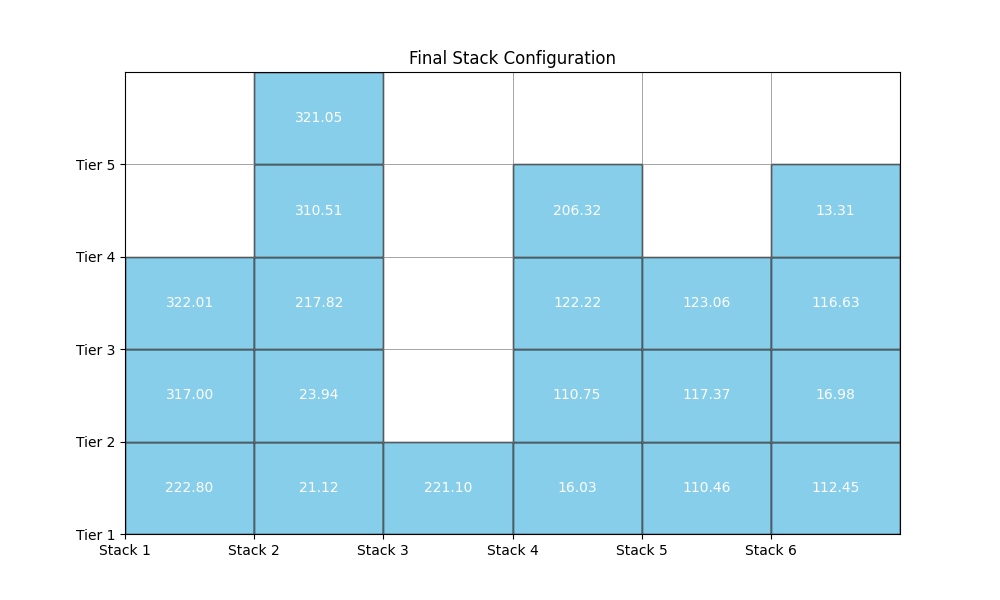 Final Stack Configuration
321.05
Tier 5
310.51 206.32 13.31
Tier 4
322.01 217.82 122.22 123.06 116.63
Tier 3
317.00 23.94 110.75 117.37 16.98
Tier 2
222.80 21.12 221.10 16.03 110.46 112.45
Tier 1
Stack 1 Stack 2 Stack 3 Stack 4 Stack 5 Stack 6